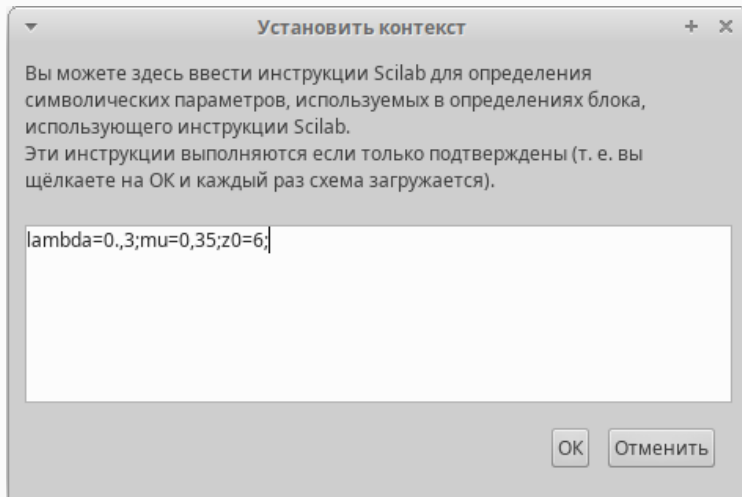 Установить контекст
Вы можете здесь ввести инструкции Scilab для определения
символических параметров, используемых в определениях блока,
использующего инструкции Scilab.
Эти инструкции выполняются если только подтверждены (т. е. вы
щёлкаете на ОК и каждый раз схема загружается).
lambda=0.,3;mu=0,35;z0=6;
ОК Отменить